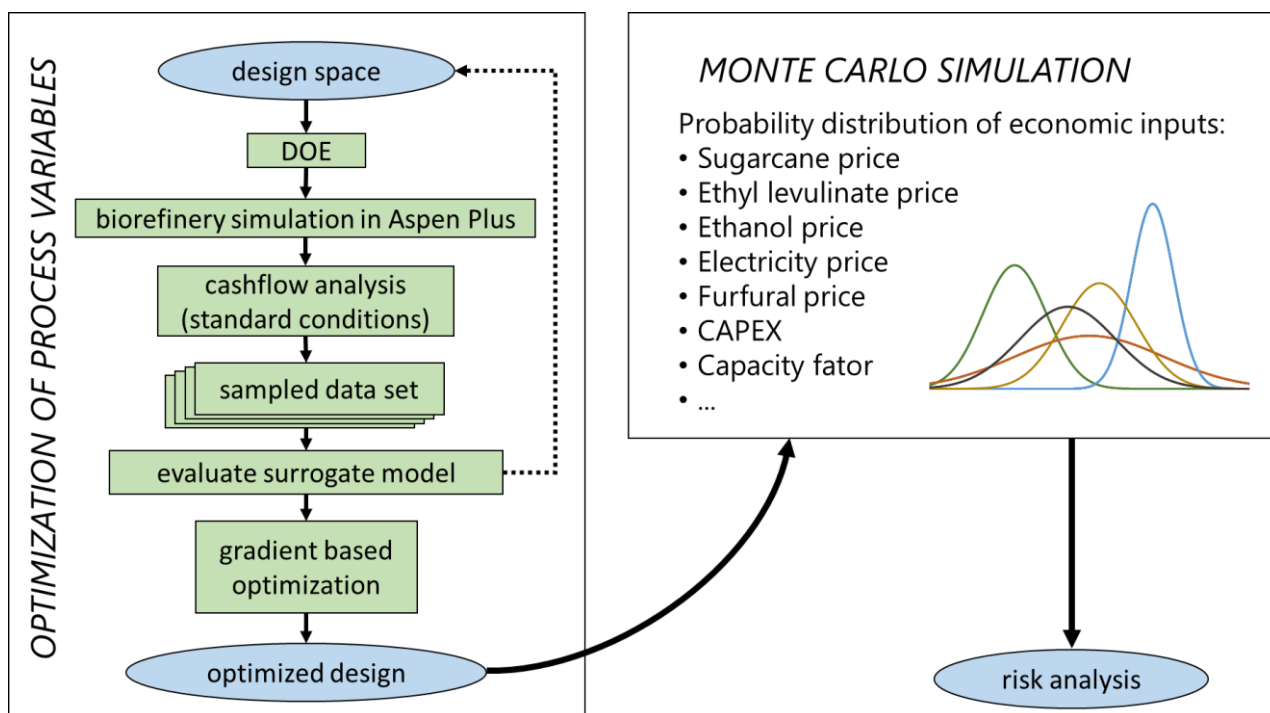 OPTIMIZATION OF PROCESS VARIABLES
design space
DOE
biorefinery simulation in Aspen Plus
cashflow analysis
(standard conditions)
sampled data set
evaluate surrogate model
gradient based
optimization
optimized design
MONTE CARLO SIMULATION
Probability distribution of economic inputs:
• Sugarcane price
• Ethyl levulinate price
• Ethanol price
• Electricity price
• Furfural price
• CAPEX
• Capacity fator
• ...
risk analysis